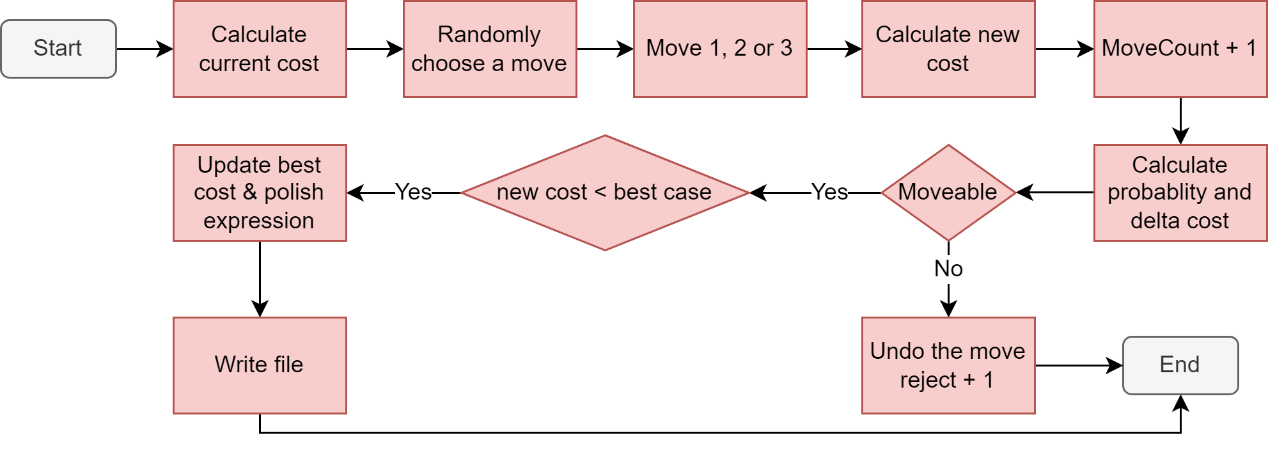 Start
Calculate
current cost
Randomly
choose a move
Move 1, 2 or 3
Calculate new
cost
MoveCount + 1
Calculate
probablity and
delta cost
Moveable
Yes
new cost < best case
Yes
Update best
cost & polish
expression
No
Write file
Undo the move
reject + 1
End